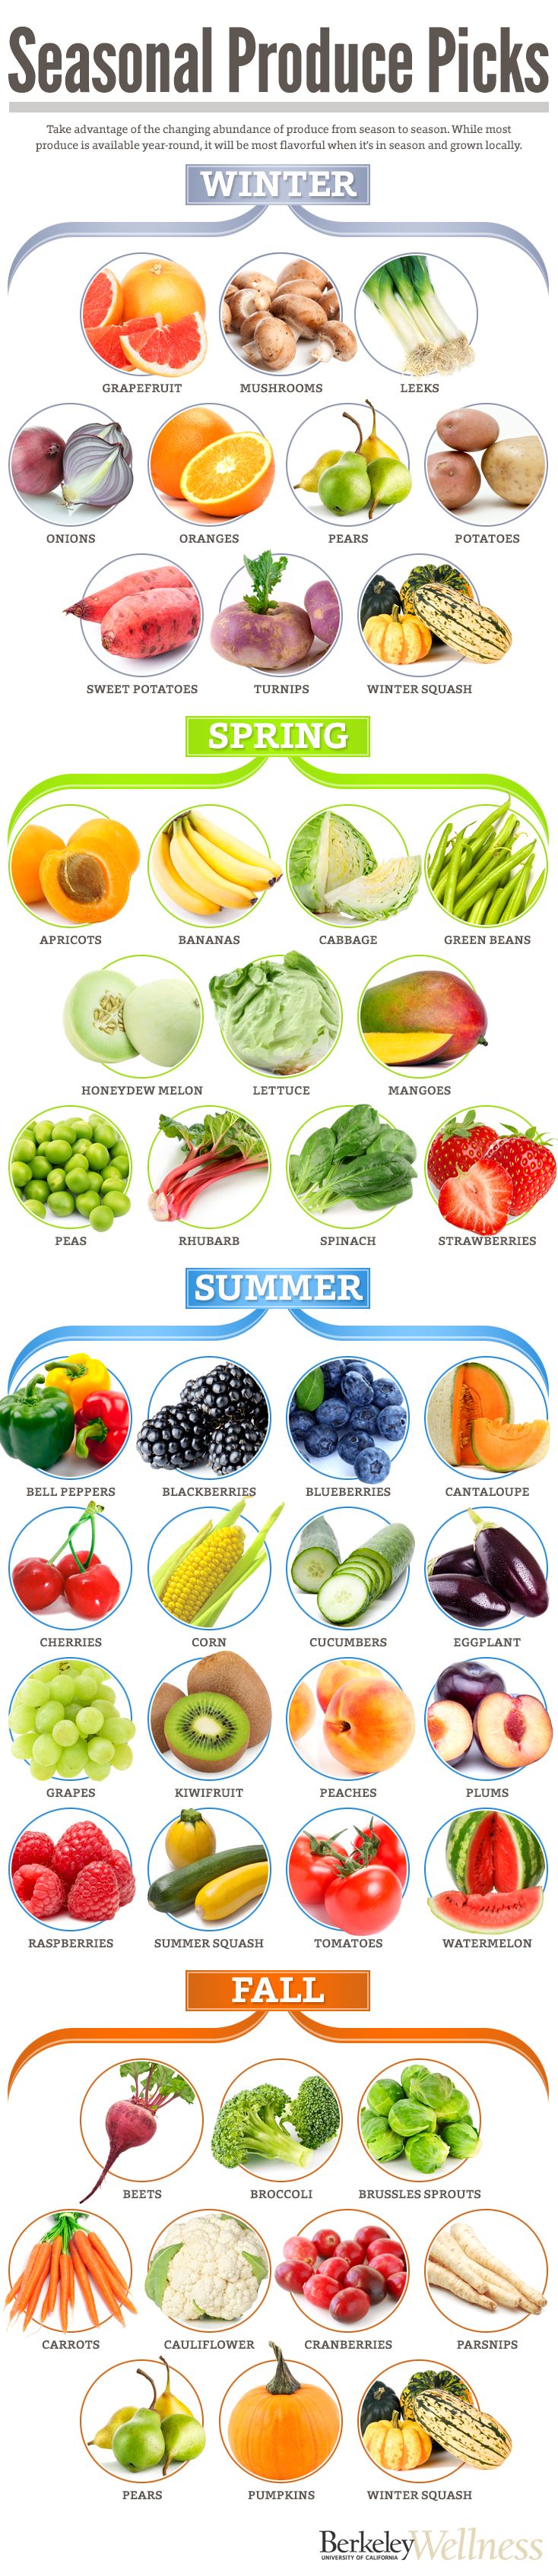 Seasonal Produce Picks
Take advantage of the changing abundance of produce from season to season. While most
produce is available year-round, it will be most flavorful when it's in season and grown locally.
WINTER
GRAPEFRUIT
MUSHROOMS
LEEKS
ONIONS
ORANGES
PEARS
POTATOES
SWEET POTATOES
TURNIPS
WINTER SQUASH
SPRING
APRICOTS
BANANAS
CABBAGE
GREEN BEANS
HONEYDEW MELON
LETTUCE
MANGOES
PEAS
RHUBARB
SPINACH
STRAWBERRIES
SUMMER
BELL PEPPERS
BLACKBERRIES
BLUEBERRIES
CANTALOUPE
CHERRIES
CORN
CUCUMBERS
EGGPLANT
GRAPES
KIWIFRUIT
PEACHES
PLUMS
RASPBERRIES
SUMMER SQUASH
TOMATOES
WATERMELON
FALL
BEETS
BROCCOLI
BRUSSLES SPROUTS
CARROTS
CAULIFLOWER
CRANBERRIES
PARSNIPS
PEARS
PUMPKINS
WINTER SQUASH
BerkeleyWellness
UNIVERSITY OF CALIFORNIA